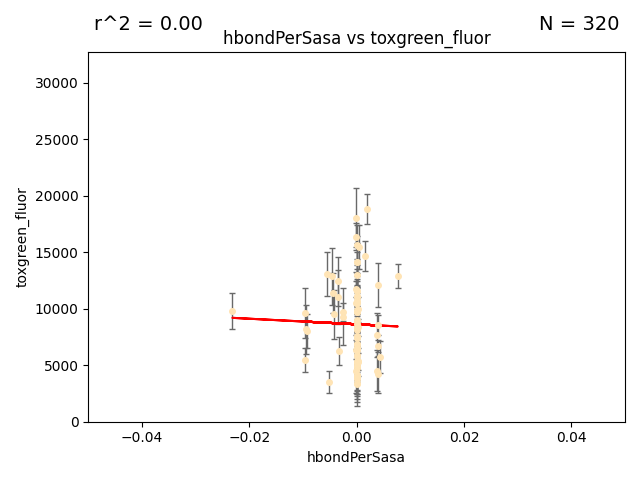 r^2 = 0.00
N = 320
hbondPerSasa vs toxgreen_fluor
toxgreen_fluor
30000
25000
20000
15000
10000
5000
0
−0.04
−0.02
0.00
0.02
0.04
hbondPerSasa